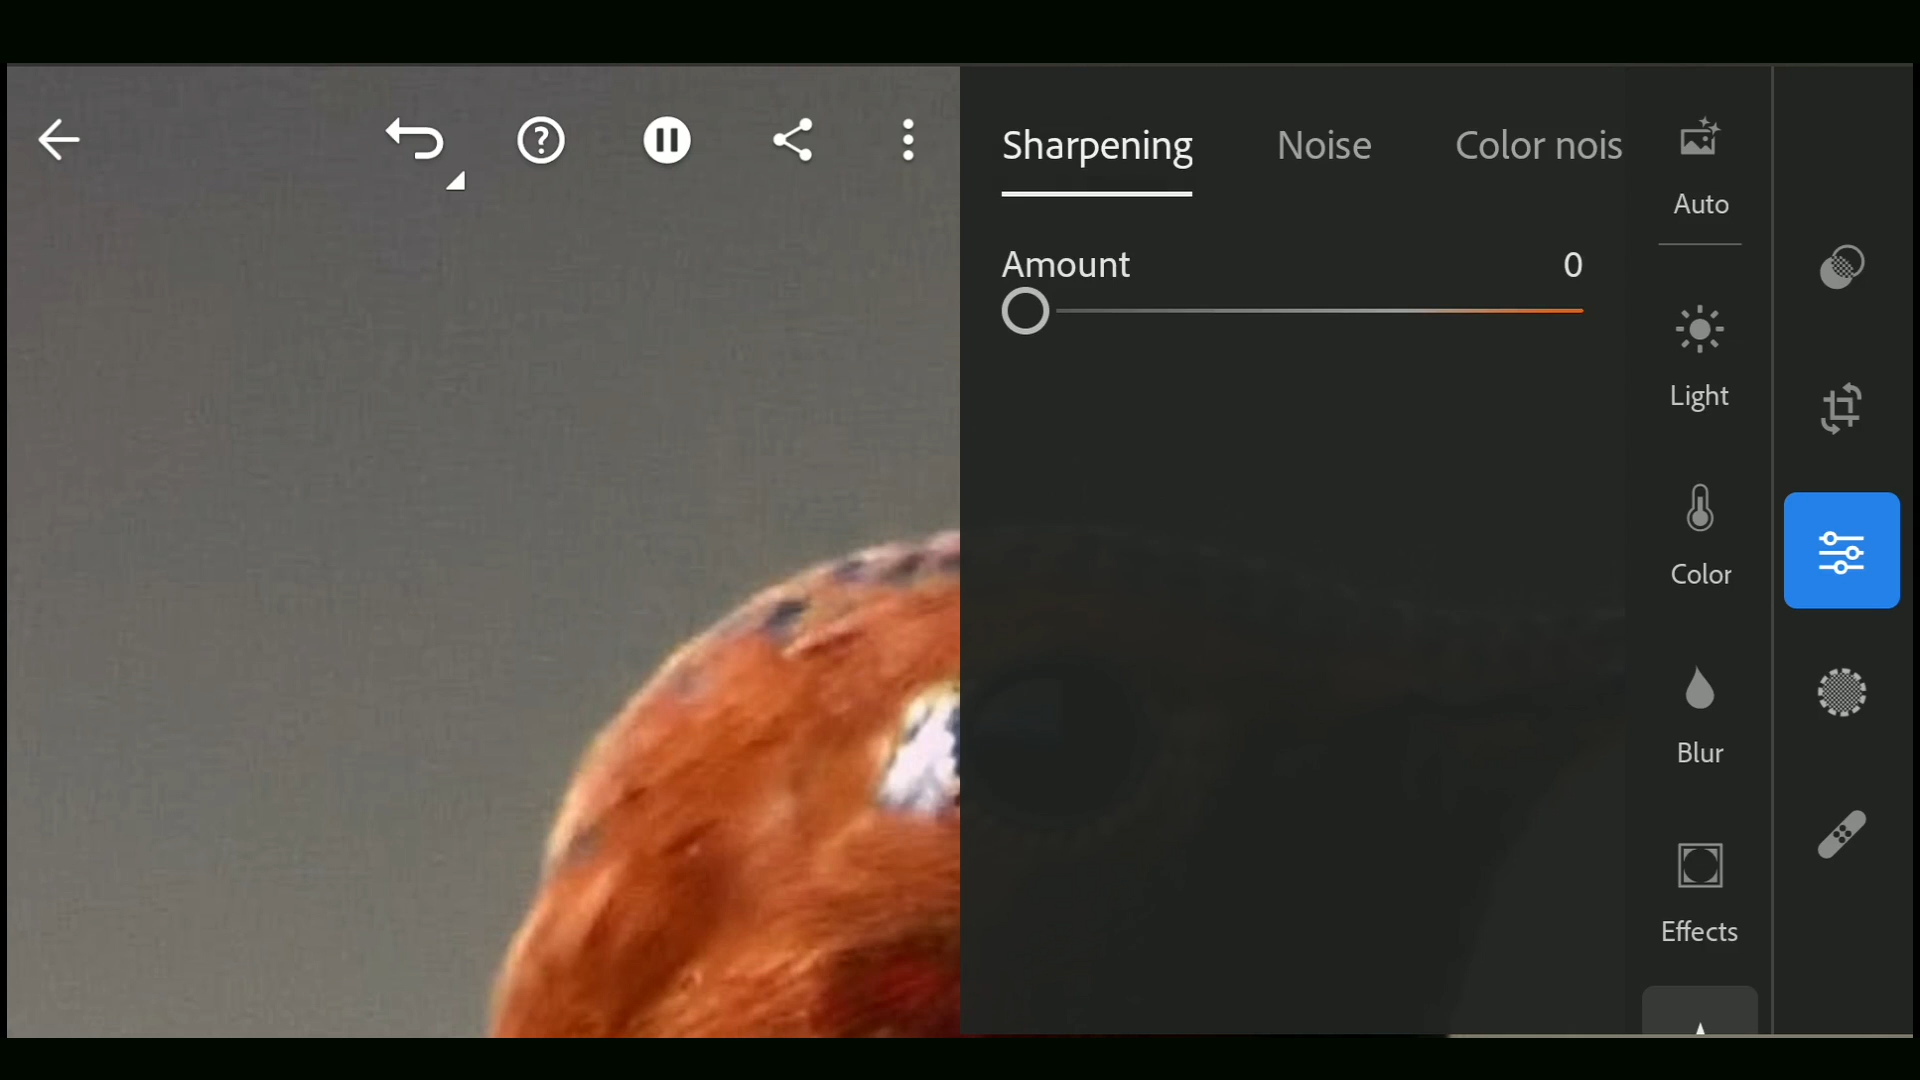 Sharpening
Noise
Color nois
Amount
0
Auto
Light
Color
Blur
Effects